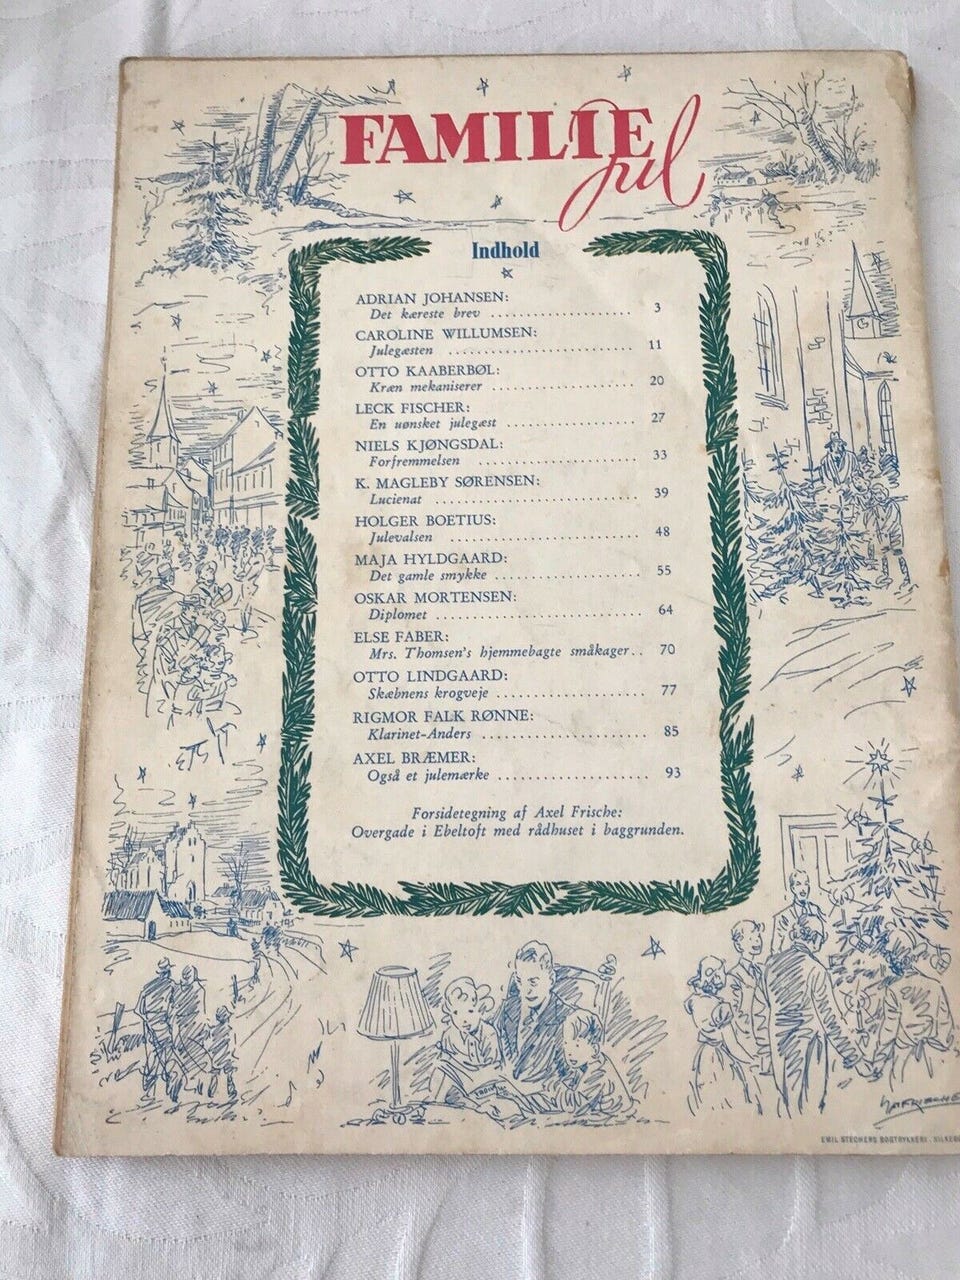 FAMILIE
jul
Indhold
ADRIAN JOHANSEN:
Det kæreste brev .................... 3
CAROLINE WILLUMSEN:
Julegæsten .......................... 11
OTTO KAABERBØL:
Kræn mekaniserer .................... 20
LECK FISCHER:
En uønsket julegæst ................. 27
NIELS KJØNGSDAL:
Forfremmelsen ....................... 33
K. MAGLEBY SØRENSEN:
Lucienat ............................ 39
HOLGER BOETIUS:
Julevalsen .......................... 48
MAJA HYLDGAARD:
Det gamle smykke .................... 55
OSKAR MORTENSEN:
Diplomet ............................ 64
ELSE FABER:
Mrs. Thomsen's hjemmebagte småkager.. 70
OTTO LINDGAARD:
Skæbnens krogveje ................... 77
RIGMOR FALK RØNNE:
Klarinet-Anders ..................... 85
AXEL BRÆMER:
Også et julemærke ................... 93
Forsidetegning af Axel Frische:
Overgade i Ebeltoft med rådhuset i baggrunden.
EMIL STECHERS BOGTRYKKERI